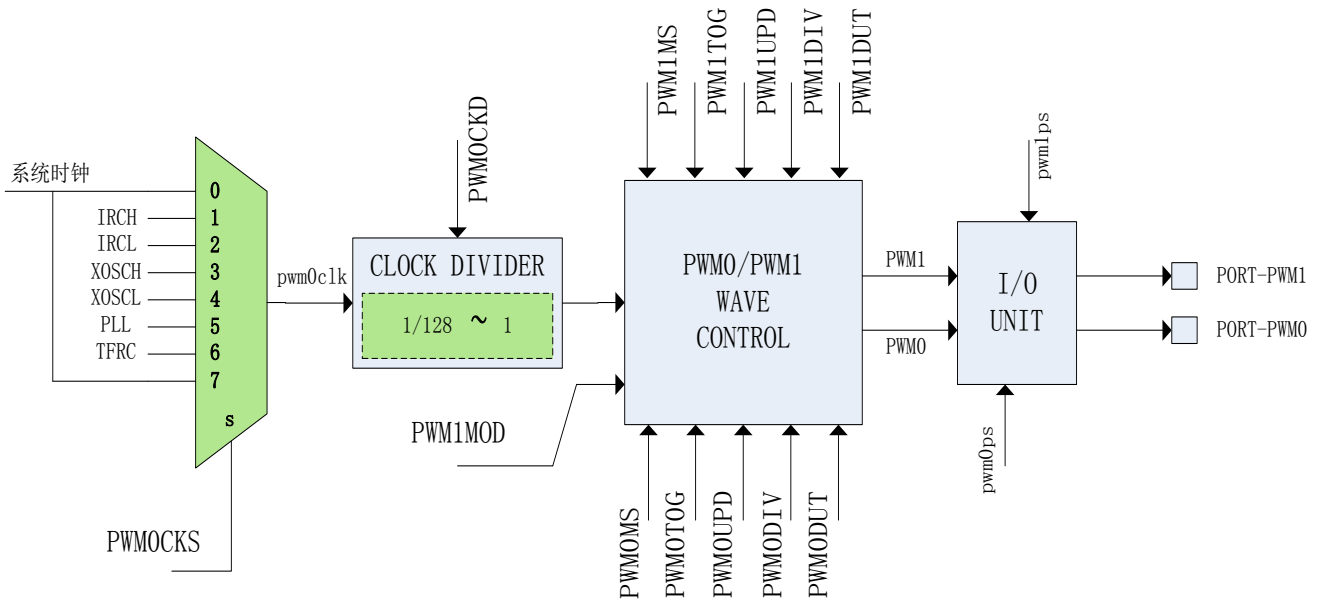 PWM1MS
PWM1TOG
PWM1UPD
PWM1DIV
PWM1DUT
PWM0CKD
pwm1ps
系统时钟
0
IRCH
1
IRCL
2
XOSCH
3
XOSCL
4
PLL
5
TFRC
6
7
s
pwm0clk
CLOCK DIVIDER
1/128 ~ 1
PWM0/PWM1
WAVE
CONTROL
PWM1
PWM0
I/O
UNIT
PORT-PWM1
PORT-PWM0
PWM1MOD
PWM0CKS
PWM0MS
PWM0TOG
PWM0UPD
PWM0DIV
PWM0DUT
pwm0ps